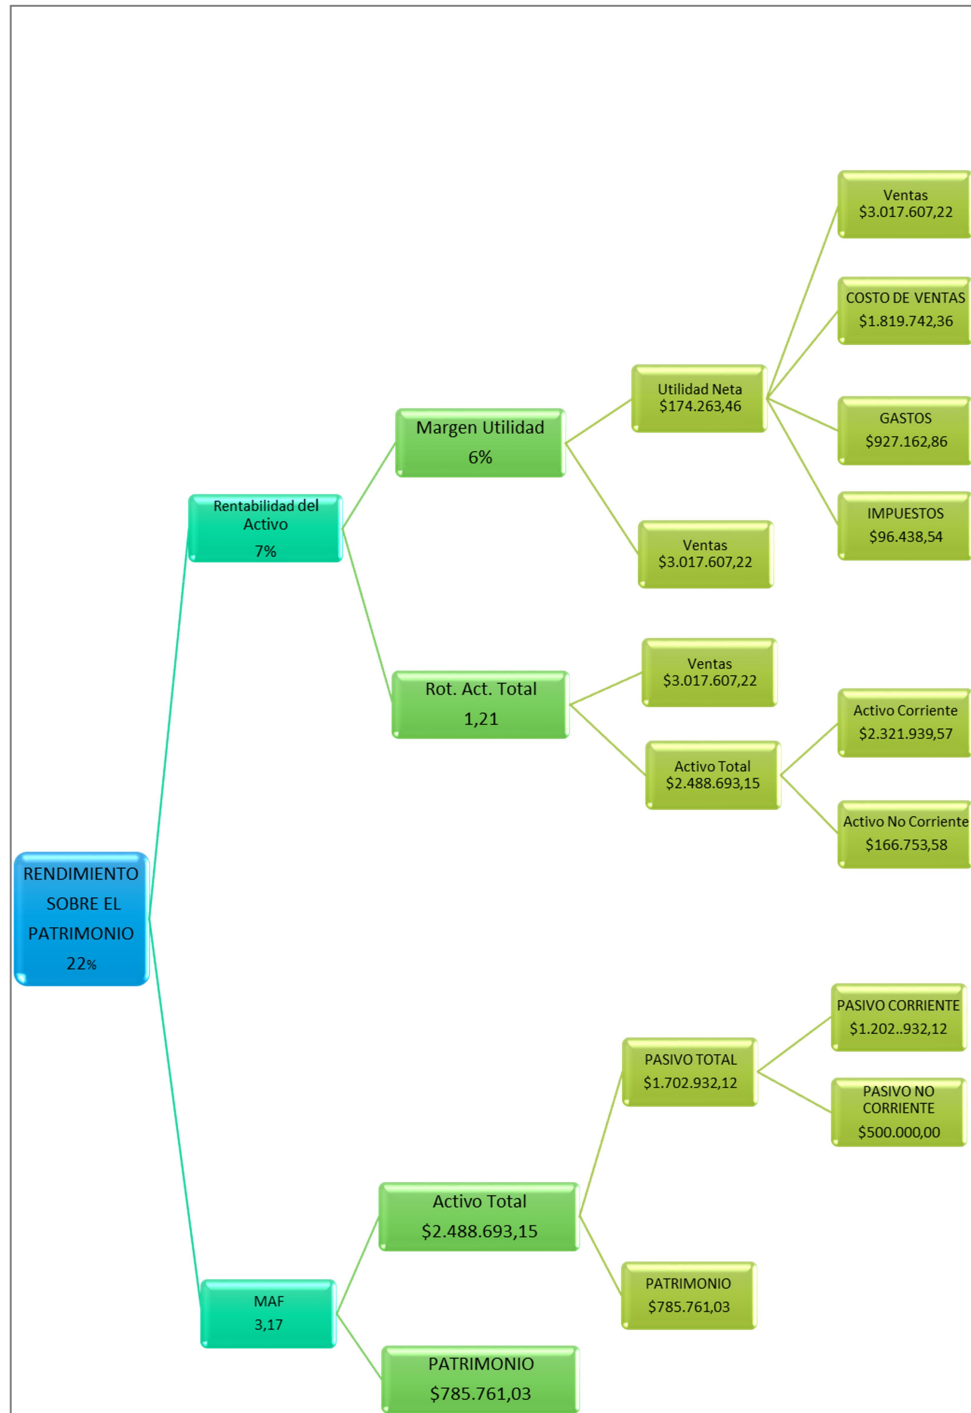 Ventas
$3.017.607,22
COSTO DE VENTAS
$1.819.742,36
Utilidad Neta
$174.263,46
GASTOS
$927.162,86
Margen Utilidad
6%
IMPUESTOS
$96.438,54
Rentabilidad del
Activo
7%
Ventas
$3.017.607,22
Ventas
$3.017.607,22
Rot. Act. Total
1,21
Activo Corriente
$2.321.939,57
Activo Total
$2.488.693,15
Activo No Corriente
$166.753,58
RENDIMIENTO
SOBRE EL
PATRIMONIO
22%
PASIVO CORRIENTE
$1.202..932,12
PASIVO TOTAL
$1.702.932,12
PASIVO NO
CORRIENTE
$500.000,00
Activo Total
$2.488.693,15
PATRIMONIO
$785.761,03
MAF
3,17
PATRIMONIO
$785.761,03